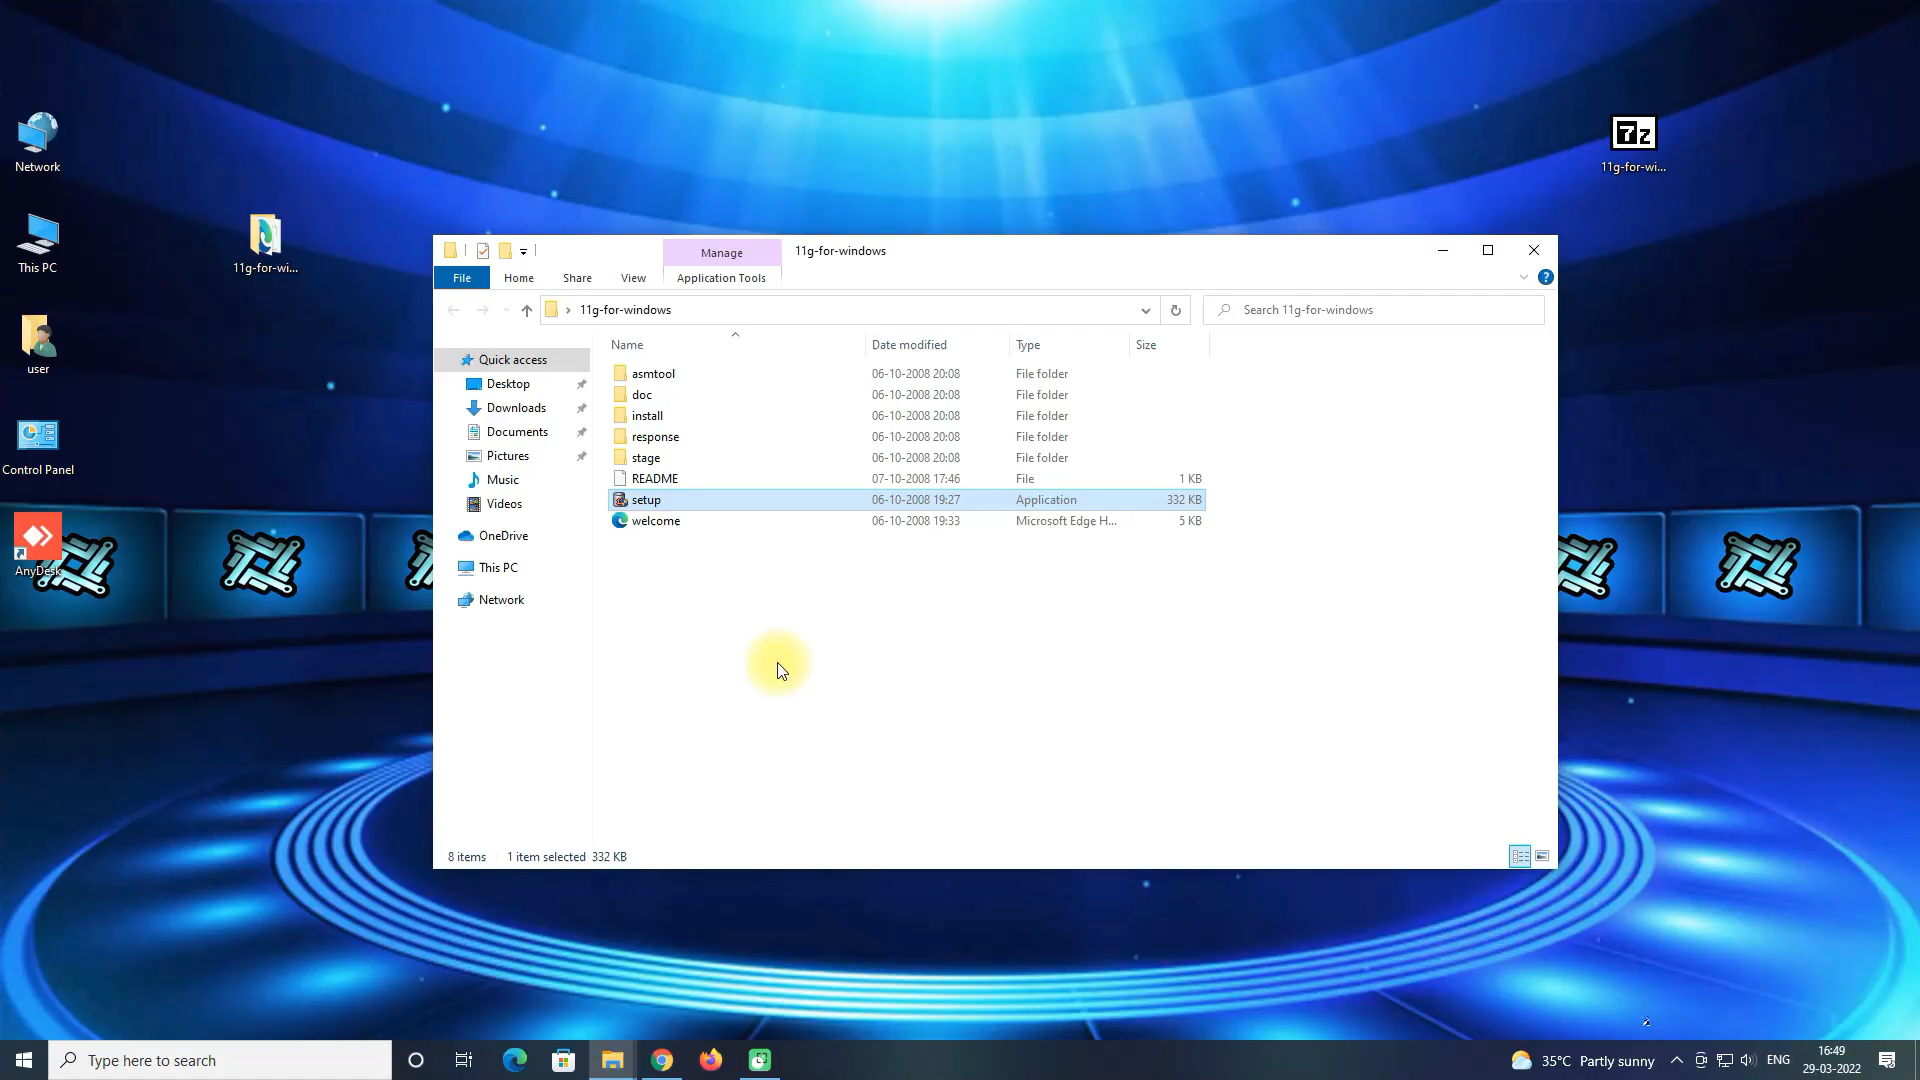 Network
This PC
user
Control Panel
AnyDesk
11g-for-wi...
7z
11g-for-wi...
Manage
11g-for-windows
File
Home
Share
View
Application Tools
11g-for-windows
Search 11g-for-windows
Quick access
Desktop
Downloads
Documents
Pictures
Music
Videos
OneDrive
This PC
Network
Name Date modified Type Size
asmtool 06-10-2008 20:08 File folder
doc 06-10-2008 20:08 File folder
install 06-10-2008 20:08 File folder
response 06-10-2008 20:08 File folder
stage 06-10-2008 20:08 File folder
README 07-10-2008 17:46 File 1 KB
setup 06-10-2008 19:27 Application 332 KB
welcome 06-10-2008 19:33 Microsoft Edge H... 5 KB
8 items 1 item selected 332 KB
Type here to search
35°C Partly sunny
ENG
16:49
29-03-2022